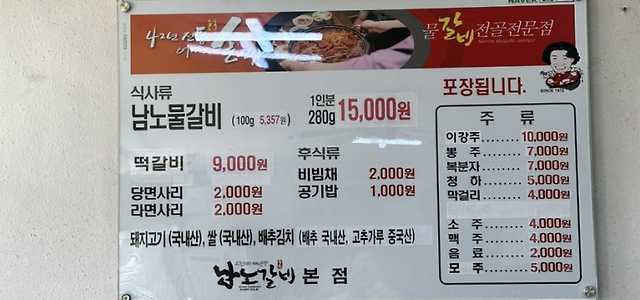 물갈비전골전문점
식사류
남노물갈비 (100g 5,357원) 1인분 280g 15,000원
떡갈비 9,000원
당면사리 2,000원
라면사리 2,000원
후식류
비빔채 2,000원
공기밥 1,000원
포장됩니다.
SINCE 1972
주 류
이강주........10,000원
봉 주........7,000원
복분자........7,000원
청 하........5,000원
막걸리........4,000원
소 주........4,000원
맥 주........4,000원
음 료........2,000원
모 주........5,000원
돼지고기 (국내산), 쌀 (국내산), 배추김치 (배추 국내산, 고추가루 중국산)
남노갈비 본 점